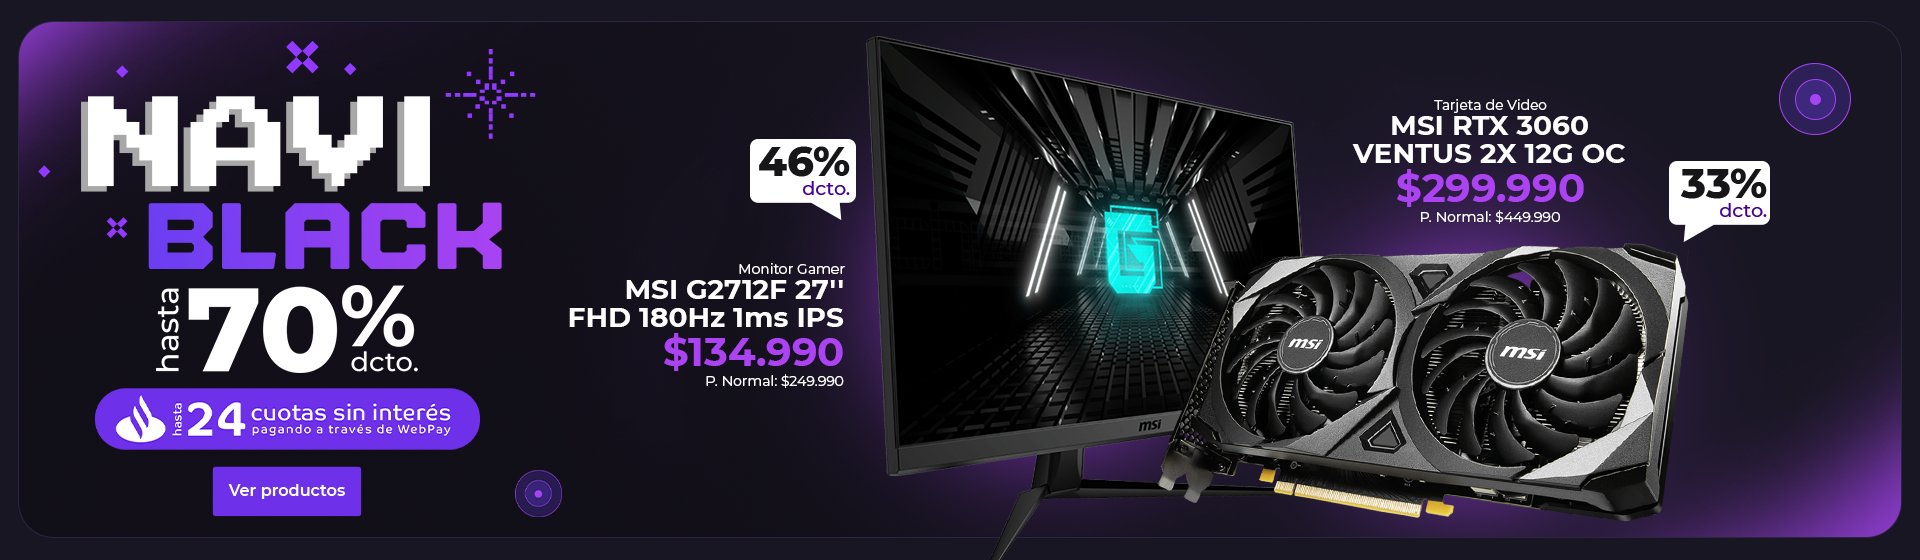 NAVI
BLACK
hasta
70%
dcto.
hasta
24
cuotas sin interés
pagando a través de WebPay
Ver productos
46%
dcto.
Monitor Gamer
MSI G2712F 27''
FHD 180Hz 1ms IPS
$134.990
P. Normal: $249.990
msi
Tarjeta de Video
MSI RTX 3060
VENTUS 2X 12G OC
$299.990
P. Normal: $449.990
33%
dcto.
msi
msi